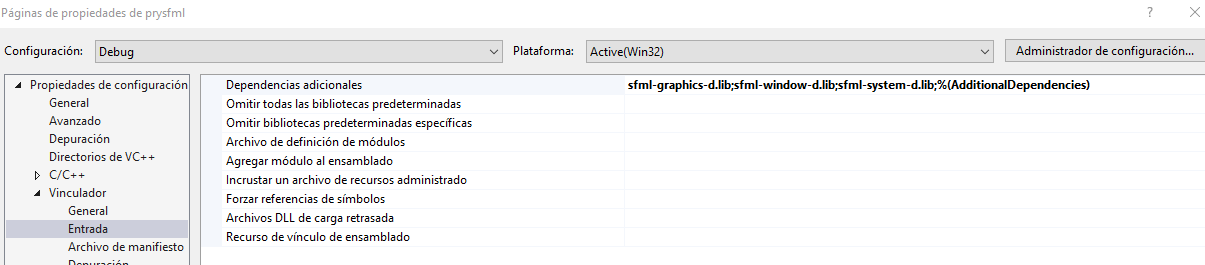 Páginas de propiedades de prysfml
Configuración: Debug Plataforma: Active(Win32) Administrador de configuración...
Propiedades de configuración
General
Avanzado
Depuración
Directorios de VC++
C/C++
Vinculador
General
Entrada
Archivo de manifiesto
Depuración
Dependencias adicionales sfml-graphics-d.lib;sfml-window-d.lib;sfml-system-d.lib;%(AdditionalDependencies)
Omitir todas las bibliotecas predeterminadas
Omitir bibliotecas predeterminadas específicas
Archivo de definición de módulos
Agregar módulo al ensamblado
Incrustar un archivo de recursos administrado
Forzar referencias de símbolos
Archivos DLL de carga retrasada
Recurso de vínculo de ensamblado